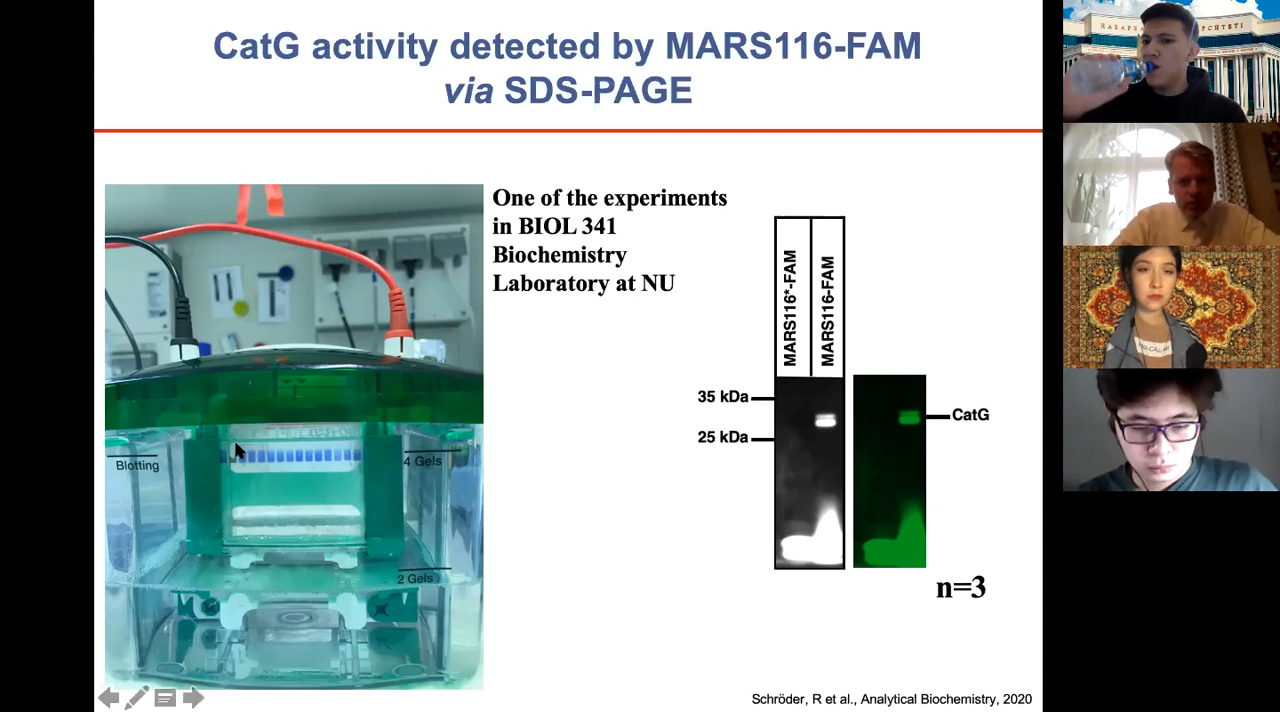 CatG activity detected by MARS116-FAM
via SDS-PAGE
One of the experiments
in BIOL 341
Biochemistry
Laboratory at NU
Blotting
4 Gels
2 Gels
MARS116*-FAM
MARS116-FAM
35 kDa
25 kDa
CatG
n=3
Schröder, R et al., Analytical Biochemistry, 2020